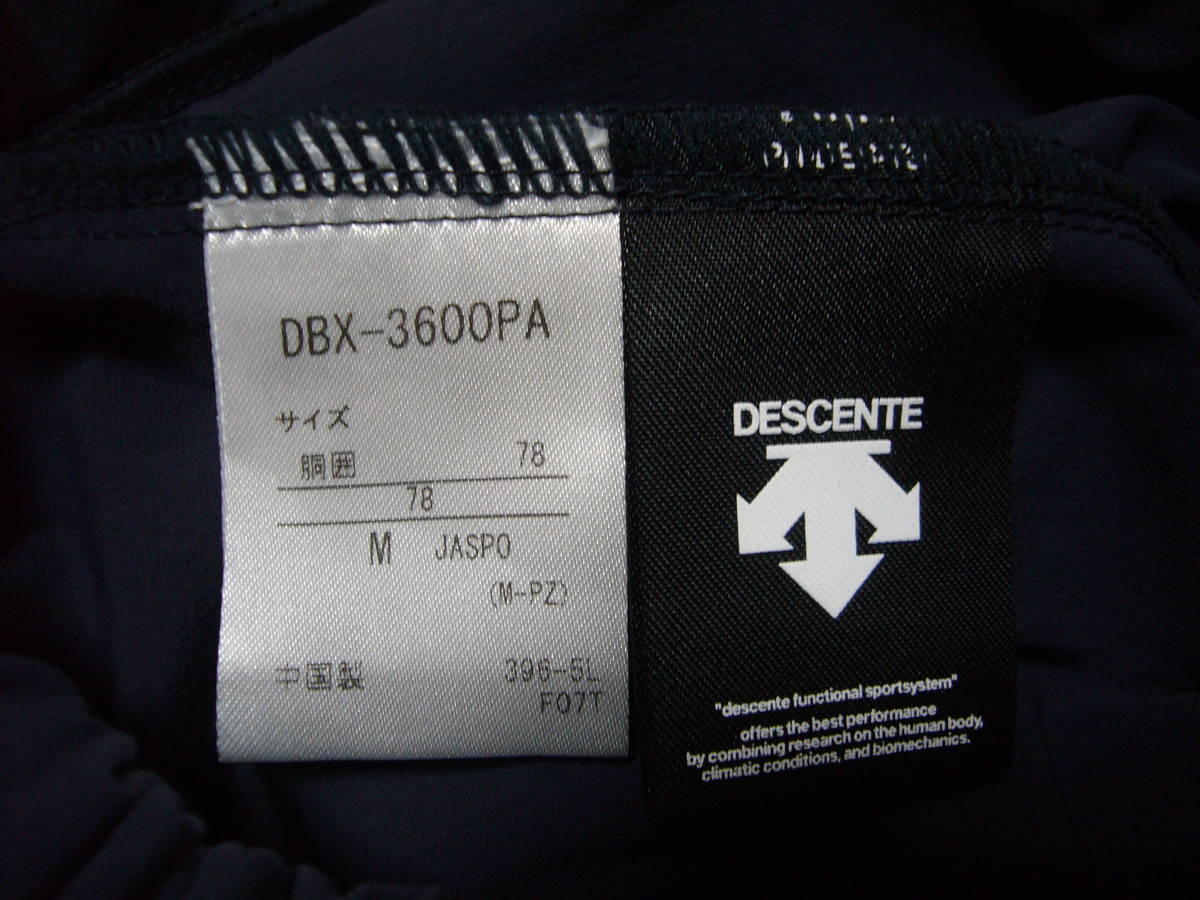 DBX-3600PA
サイズ
胴囲 78
78
M JASPO
(M-PZ)
中国製 396-5L
F07T
DESCENTE
"descente functional sportsystem"
offers the best performance
by combining research on the human body,
climatic conditions, and biomechanics.